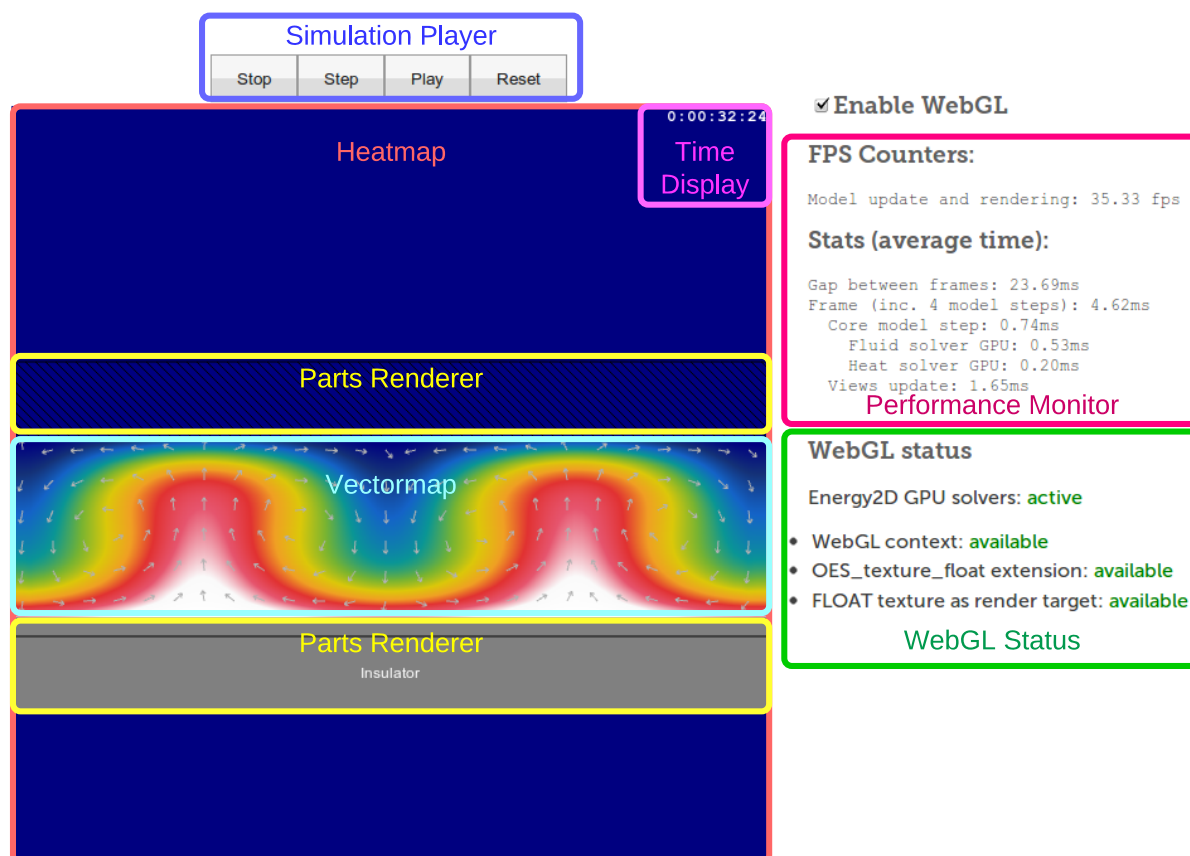 Simulation Player
Stop Step Play Reset
0:00:32:24
Heatmap
Time
Display
Parts Renderer
Vectormap
Parts Renderer
Insulator
Enable WebGL
FPS Counters:
Model update and rendering: 35.33 fps
Stats (average time):
Gap between frames: 23.69ms
Frame (inc. 4 model steps): 4.62ms
Core model step: 0.74ms
Fluid solver GPU: 0.53ms
Heat solver GPU: 0.20ms
Views update: 1.65ms
Performance Monitor
WebGL status
Energy2D GPU solvers: active
• WebGL context: available
• OES_texture_float extension: available
• FLOAT texture as render target: available
WebGL Status